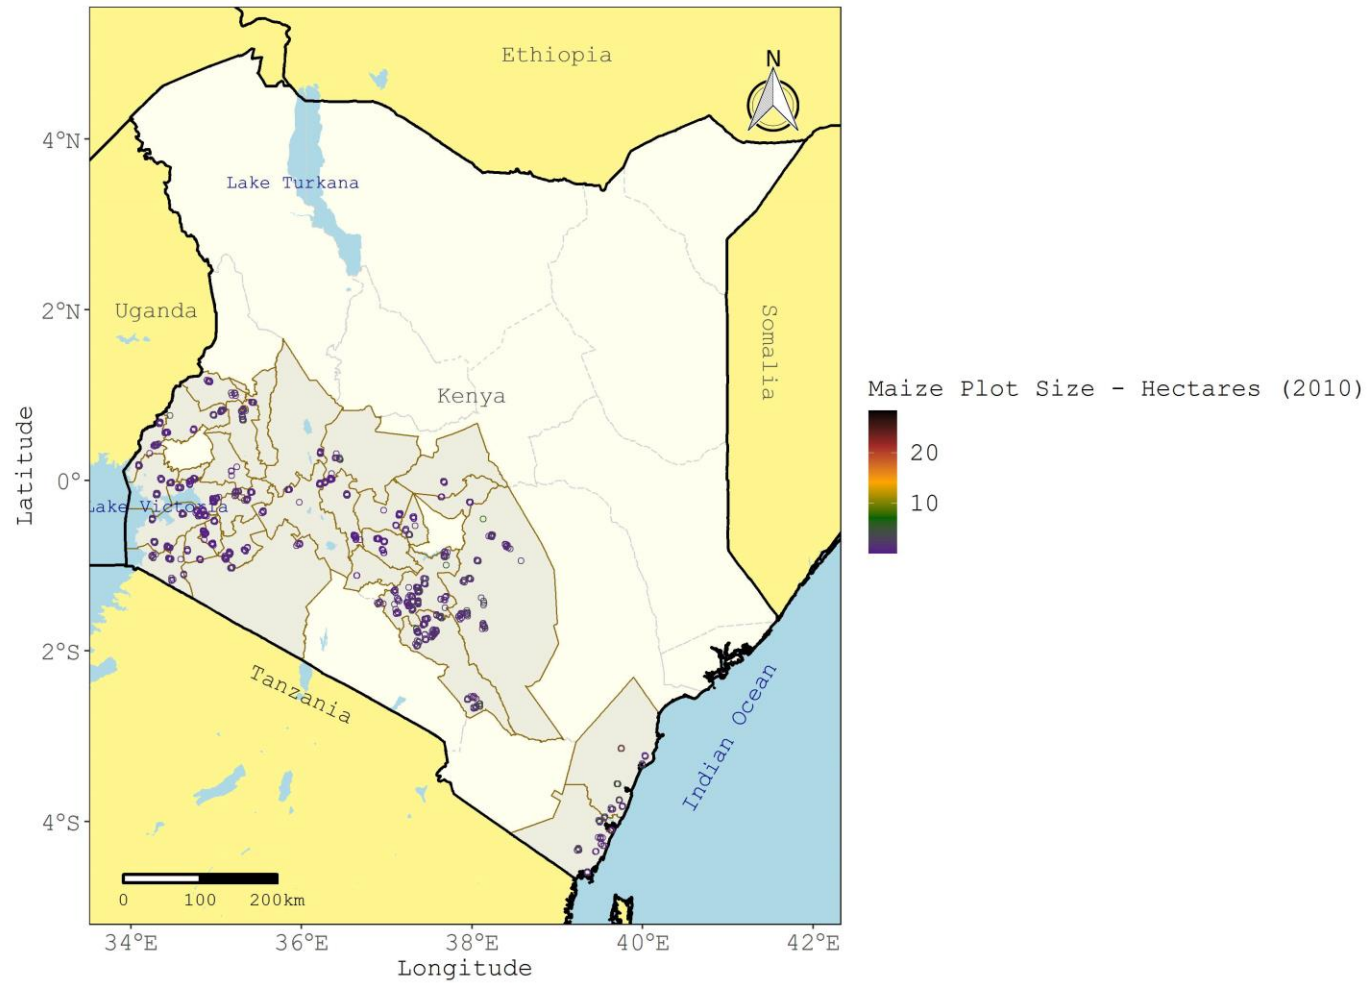 Ethiopia
N
4°N
Lake Turkana
Uganda
2°N
Somalia
Kenya
Maize Plot Size - Hectares (2010)
20
10
Latitude
0°
Lake Victoria
2°S
Tanzania
Indian Ocean
4°S
0 100 200km
34°E 36°E 38°E 40°E 42°E
Longitude